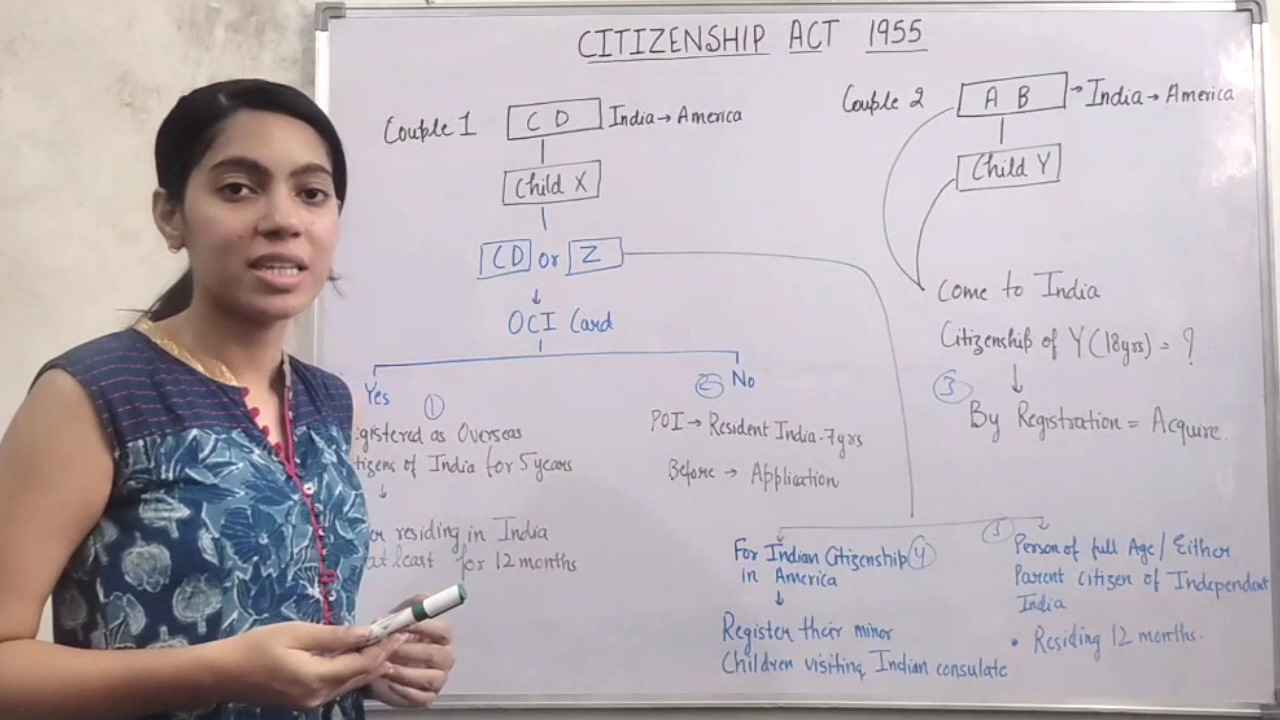 CITIZENSHIP ACT 1955
Couple 1
C D
India → America
Child X
CD or Z
↓
OCI Card
Yes
①
gistered as Overseas
tizens of India for 5 years
↓
residing in India
at least for 12 months
② No
POI → Resident India - 7 yrs
Before → Application
Couple 2
A B
→ India → America
Child Y
Come to India
Citizenship of Y (18 yrs) = ?
↓
③
By Registration = Acquire.
For Indian Citizenship ④
in America
↓
Register their minor
Children visiting Indian consulate
⑤ Person of full Age / Either
Parent citizen of Independent
India
• Residing 12 months.